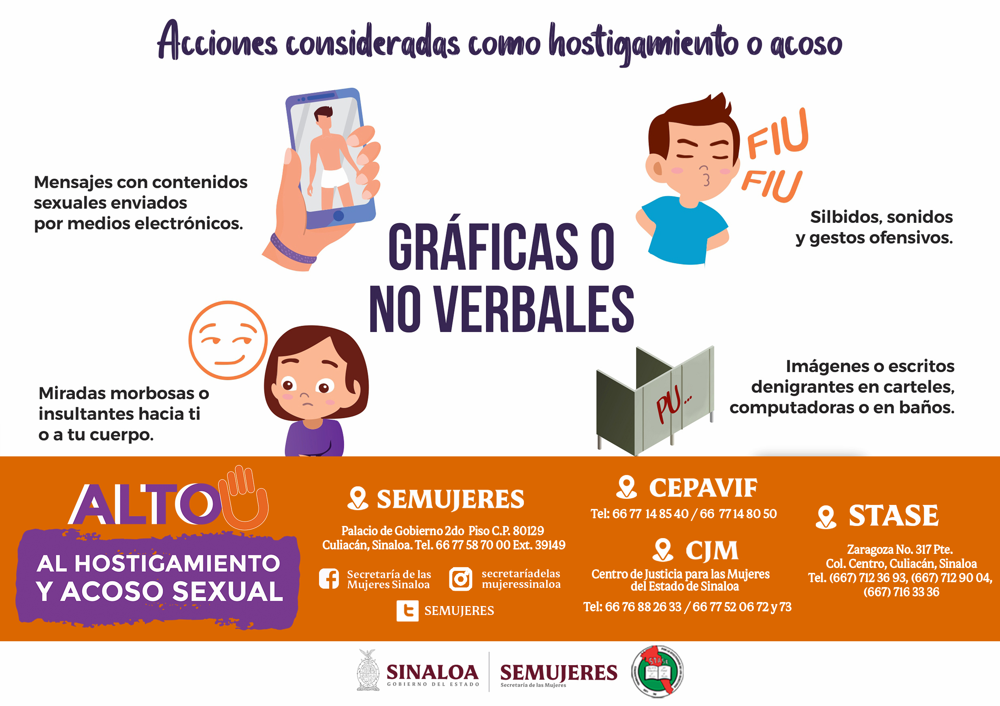 Acciones consideradas como hostigamiento o acoso
Mensajes con contenidos
sexuales enviados
por medios electrónicos.
FIU
FIU
Silbidos, sonidos
y gestos ofensivos.
GRÁFICAS O
NO VERBALES
Miradas morbosas o
insultantes hacia ti
o a tu cuerpo.
PU...
Imágenes o escritos
denigrantes en carteles,
computadoras o en baños.
ALTO
AL HOSTIGAMIENTO
Y ACOSO SEXUAL
SEMUJERES
Palacio de Gobierno 2do Piso C.P. 80129
Culiacán, Sinaloa. Tel. 66 77 58 70 00 Ext. 39149
Secretaría de las
Mujeres Sinaloa
secretaríadelas
mujeressinaloa
SEMUJERES
CEPAVIF
Tel: 66 77 14 85 40 / 66 77 14 80 50
CJM
Centro de Justicia para las Mujeres
del Estado de Sinaloa
Tel: 66 76 88 26 33 / 66 77 52 06 72 y 73
STASE
Zaragoza No. 317 Pte.
Col. Centro, Culiacán, Sinaloa
Tel. (667) 712 36 93, (667) 712 90 04,
(667) 716 33 36
SINALOA
GOBIERNO DEL ESTADO
SEMUJERES
Secretaría de las Mujeres
STASE